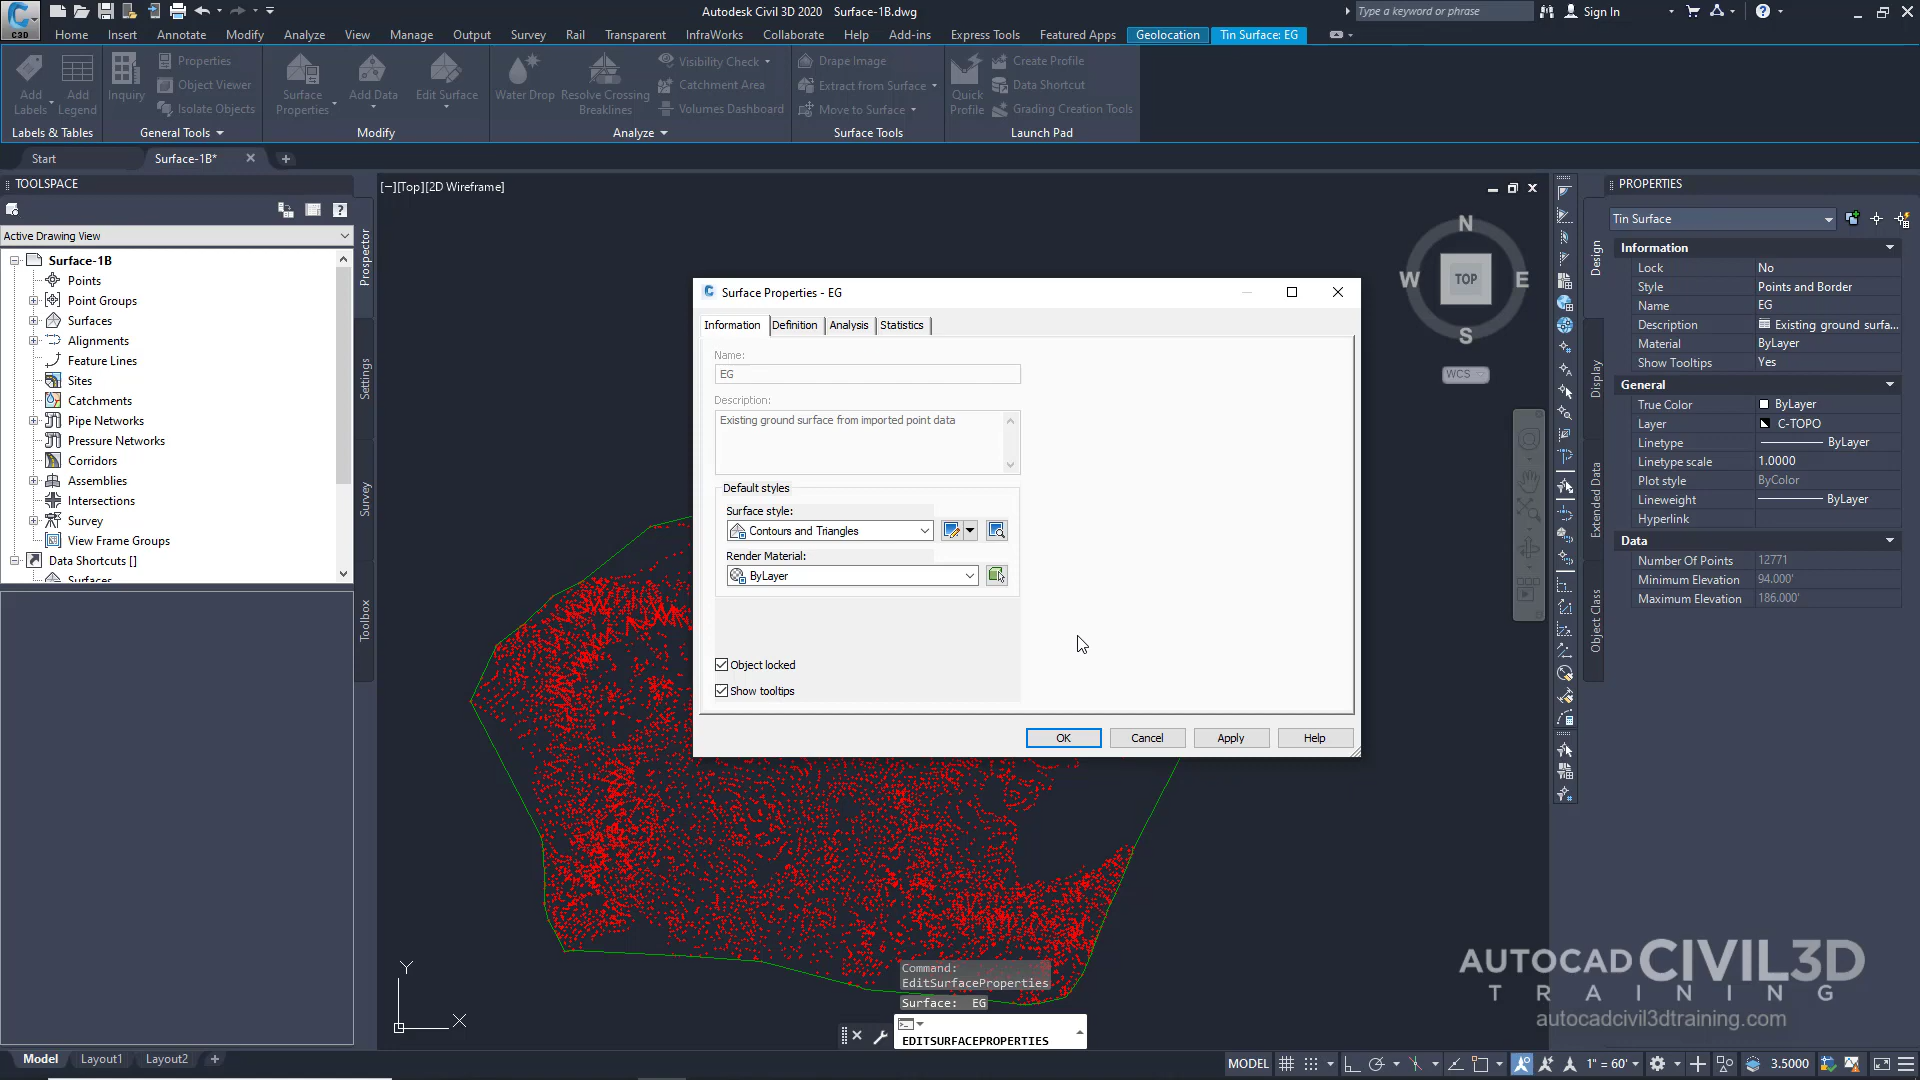 Autodesk Civil 3D 2020 Surface-1B.dwg
Type a keyword or phrase
Sign In
C3D
Home Insert Annotate Modify Analyze View Manage Output Survey Rail Transparent InfraWorks Collaborate Help Add-ins Express Tools Featured Apps Geolocation Tin Surface: EG
Add Labels
Add Legend
Labels & Tables
Inquiry
Properties
Object Viewer
Isolate Objects
General Tools
Surface Properties
Add Data
Edit Surface
Modify
Water Drop
Resolve Crossing Breaklines
Visibility Check
Catchment Area
Volumes Dashboard
Analyze
Drape Image
Extract from Surface
Move to Surface
Surface Tools
Quick Profile
Create Profile
Data Shortcut
Grading Creation Tools
Launch Pad
Start
Surface-1B*
TOOLSPACE
Active Drawing View
Surface-1B
Points
Point Groups
Surfaces
Alignments
Feature Lines
Sites
Catchments
Pipe Networks
Pressure Networks
Corridors
Assemblies
Intersections
Survey
View Frame Groups
Data Shortcuts []
Surfaces
Prospector
Settings
Survey
Toolbox
[−][Top][2D Wireframe]
N
W TOP E
S
WCS
Surface Properties - EG
Information Definition Analysis Statistics
Name:
EG
Description:
Existing ground surface from imported point data
Default styles
Surface style:
Contours and Triangles
Render Material:
ByLayer
Object locked
Show tooltips
OK Cancel Apply Help
PROPERTIES
Tin Surface
Design
Display
Extended Data
Object Class
Information
Lock No
Style Points and Border
Name EG
Description Existing ground surfa...
Material ByLayer
Show Tooltips Yes
General
True Color ByLayer
Layer C-TOPO
Linetype ByLayer
Linetype scale 1.0000
Plot style ByColor
Lineweight ByLayer
Hyperlink
Data
Number Of Points 12771
Minimum Elevation 94.000'
Maximum Elevation 186.000'
Y
X
Command:
EditSurfaceProperties
Surface: EG
EDITSURFACEPROPERTIES
AUTOCAD CIVIL3D
TRAINING
autocadcivil3dtraining.com
Model Layout1 Layout2
MODEL 1" = 60' 3.5000